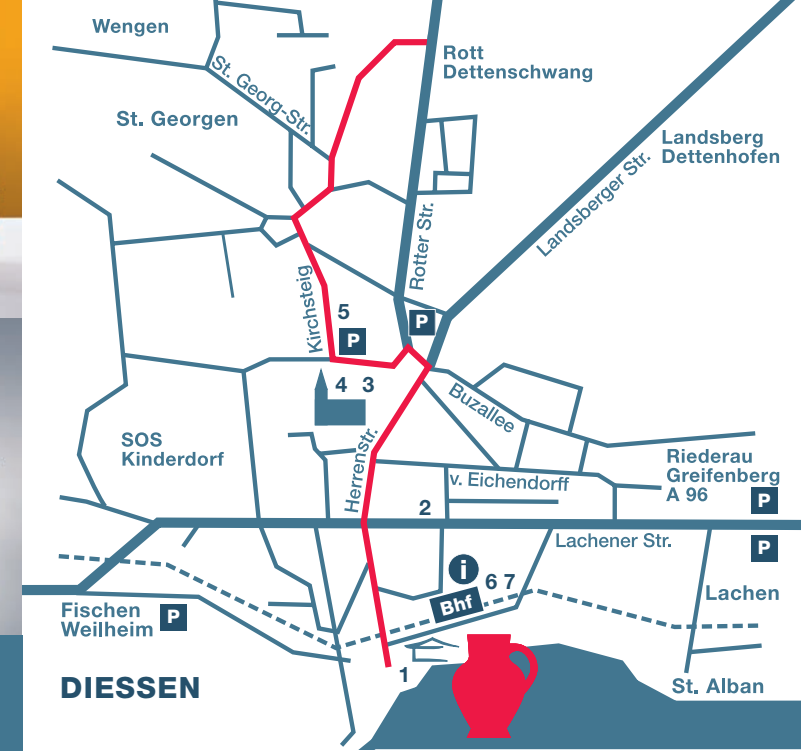 Wengen
St. Georg-Str.
Rott
Dettenschwang
St. Georgen
Landsberg
Dettenhofen
Landsberger Str.
Rotter Str.
Kirchsteig
5
P
P
4 3
Buzallee
SOS
Kinderdorf
Herrenstr.
Riederau
Greifenberg
A 96
P
v. Eichendorff
2
Lachener Str.
P
i
6 7
Bhf
Lachen
Fischen
Weilheim
P
1
DIESSEN
St. Alban